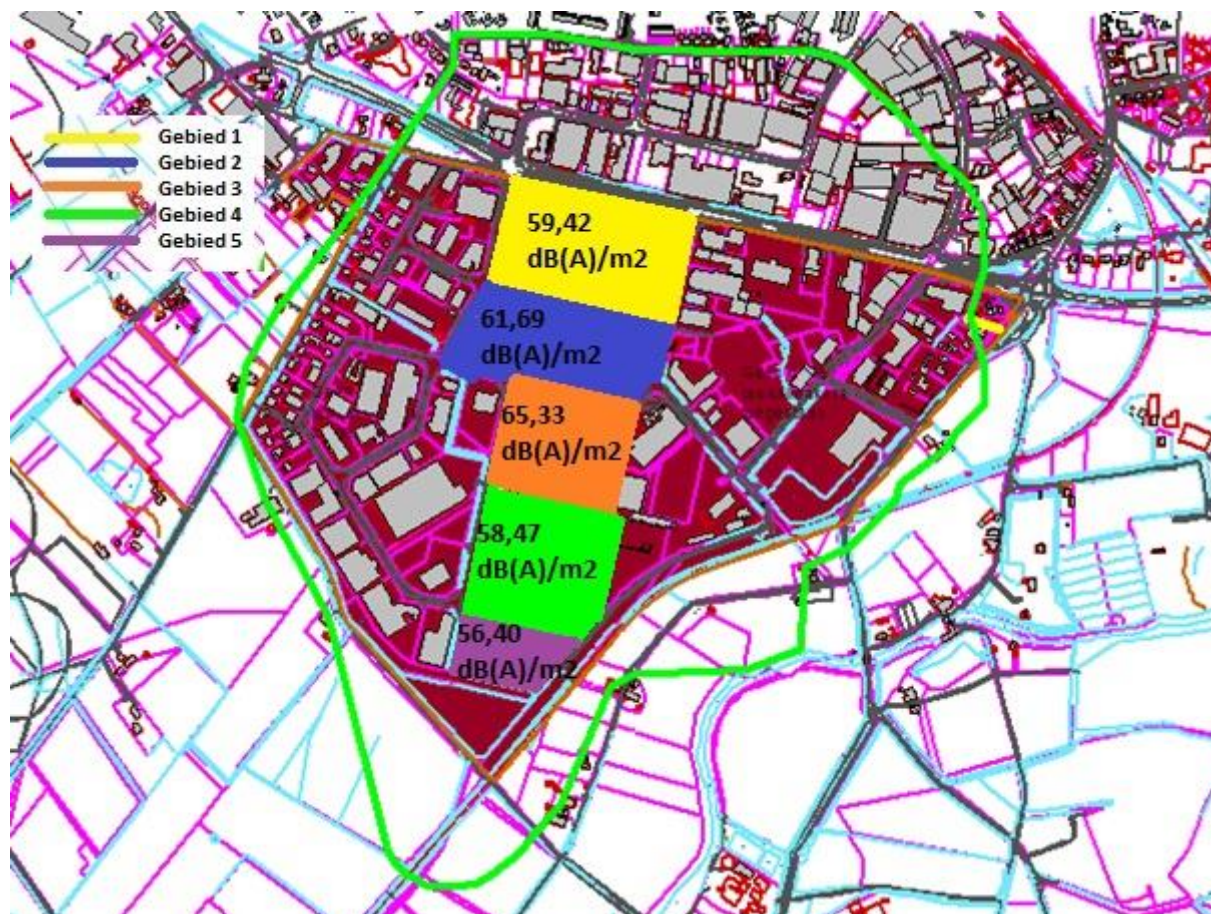 Gebied 1
Gebied 2
Gebied 3
Gebied 4
Gebied 5
59,42
dB(A)/m2
61,69
dB(A)/m2
65,33
dB(A)/m2
58,47
dB(A)/m2
56,40
dB(A)/m2